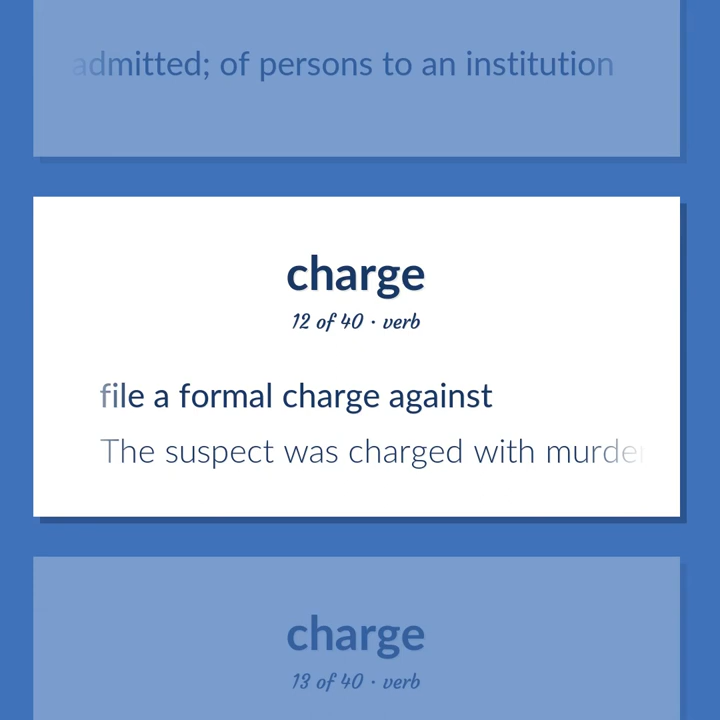 admitted; of persons to an institution
charge
12 of 40 · verb
file a formal charge against
The suspect was charged with murder
charge
13 of 40 · verb